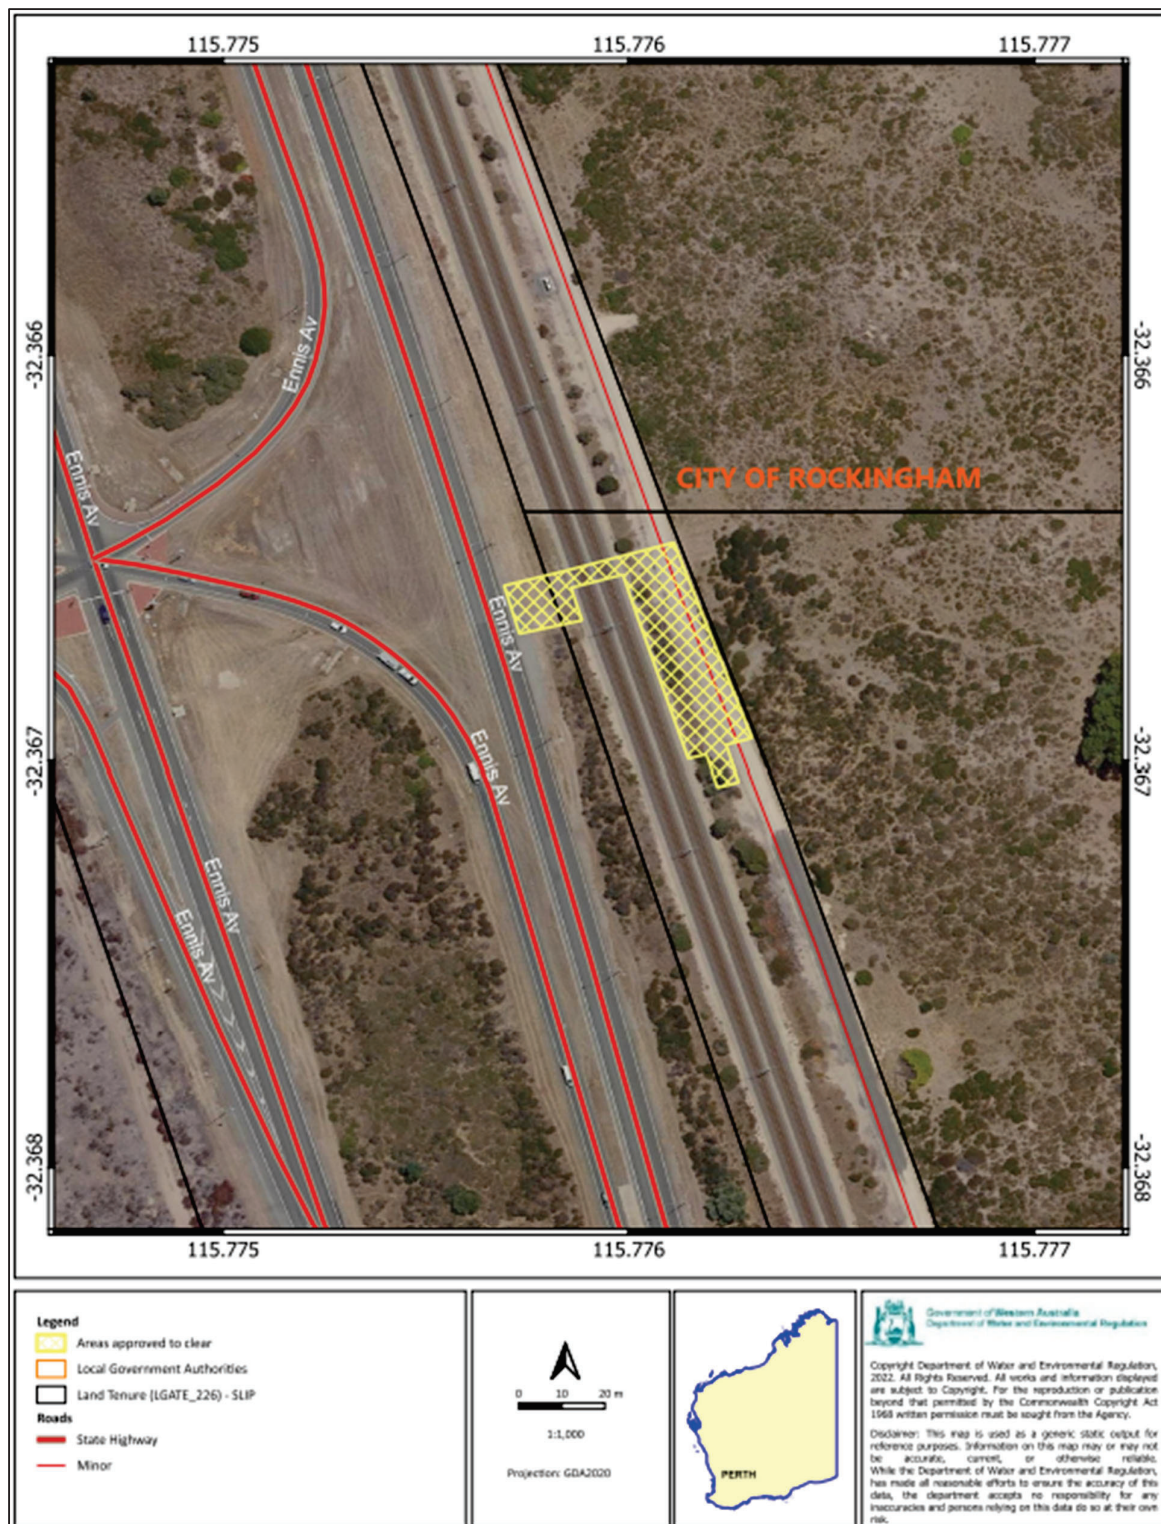 115.775 115.776 115.777
-32.366
-32.366
Ennis Av
Ennis Av
CITY OF ROCKINGHAM
Ennis Av
-32.367
-32.367
Ennis Av
Ennis Av
Ennis Av
-32.368
-32.368
115.775 115.776 115.777
Legend
Areas approved to clear
Local Government Authorities
Land Tenure (LGATE_226) - SLIP
Roads
State Highway
Minor
0 10 20 m
1:1,000
Projection: GDA2020
PERTH
Government of Western Australia
Department of Water and Environmental Regulation
Copyright Department of Water and Environmental Regulation,
2022. All Rights Reserved. All works and information displayed
are subject to Copyright. For the reproduction or publication
beyond that permitted by the Commonwealth Copyright Act
1968 written permission must be sought from the Agency.
Disclaimer: This map is used as a generic static output for
reference purposes. Information on this map may or may not
be accurate, current, or otherwise reliable.
While the Department of Water and Environmental Regulation,
has made all reasonable efforts to ensure the accuracy of this
data, the department accepts no responsibility for any
inaccuracies and persons relying on this data do so at their own
risk.